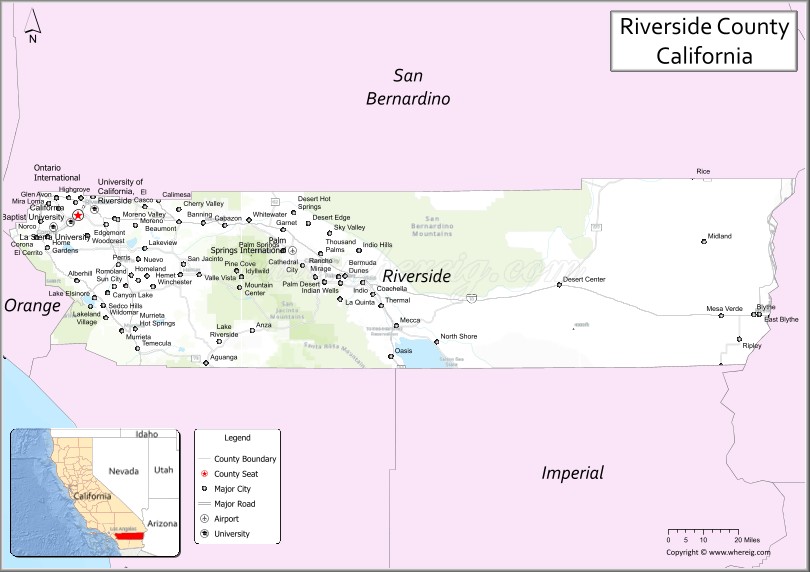 N
Riverside County
California
San
Bernardino
Rice
Ontario
International
Highgrove
University of
California,
Riverside
El
Casco
Calimesa
Glen Avon
Mira Loma
California
Baptist
University
Norco
La Sierra University
Corona
El Cerrito
Home
Gardens
Woodcrest
Edgemont
Moreno Valley
Moreno
Beaumont
Cherry Valley
Banning
Cabazon
Whitewater
Garnet
Desert Hot
Springs
Desert Edge
Sky Valley
Thousand
Palms
Indio Hills
San
Bernardino
Mountains
Midland
Lakeview
Nuevo
Perris
San Jacinto
Palm
Palm Springs
Springs International
Cathedral
City
Rancho
Mirage
Bermuda
Dunes
Riverside
Alberhill
Romoland
Sun City
Homeland
Hemet
Winchester
Valle Vista
Pine Cove
Idyllwild
Mountain
Center
Palm Desert
Indian Wells
Indio
Coachella
La Quinta
Thermal
Desert Center
Lake Elsinore
Canyon Lake
Sedco Hills
Wildomar
Lakeland
Village
Murrieta
Hot Springs
Murrieta
Temecula
Lake
Riverside
Anza
Aguanga
San
Jacinto
Mountains
Santa Rosa Mountains
Mecca
Oasis
North Shore
Mesa Verde
Blythe
East Blythe
Ripley
Orange
Imperial
Idaho
Nevada
Utah
California
Los Angeles
Arizona
Legend
County Boundary
County Seat
Major City
Major Road
Airport
University
0 5 10 20 Miles
Copyright © www.whereig.com